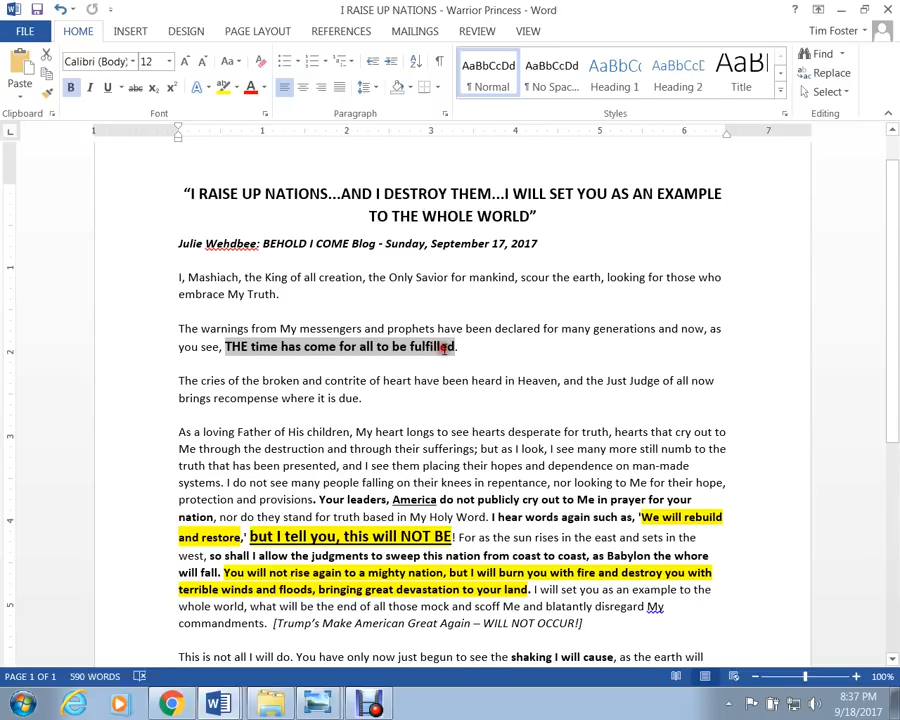 I RAISE UP NATIONS - Warrior Princess - Word
FILE HOME INSERT DESIGN PAGE LAYOUT REFERENCES MAILINGS REVIEW VIEW Tim Foster
Paste
Calibri (Body) 12
AaBbCcDd AaBbCcDd AaBbCc AaBbCcD AaBl
¶ Normal ¶ No Spac... Heading 1 Heading 2 Title
Find
Replace
Select
Clipboard Font Paragraph Styles Editing
1 1 2 3 4 5 6 7
“I RAISE UP NATIONS...AND I DESTROY THEM...I WILL SET YOU AS AN EXAMPLE
TO THE WHOLE WORLD”
Julie Wehdbee: BEHOLD I COME Blog - Sunday, September 17, 2017
I, Mashiach, the King of all creation, the Only Savior for mankind, scour the earth, looking for those who
embrace My Truth.
The warnings from My messengers and prophets have been declared for many generations and now, as
you see, THE time has come for all to be fulfilled.
The cries of the broken and contrite of heart have been heard in Heaven, and the Just Judge of all now
brings recompense where it is due.
As a loving Father of His children, My heart longs to see hearts desperate for truth, hearts that cry out to
Me through the destruction and through their sufferings; but as I look, I see many more still numb to the
truth that has been presented, and I see them placing their hopes and dependence on man-made
systems. I do not see many people falling on their knees in repentance, nor looking to Me for their hope,
protection and provisions. Your leaders, America do not publicly cry out to Me in prayer for your
nation, nor do they stand for truth based in My Holy Word. I hear words again such as, 'We will rebuild
and restore,' but I tell you, this will NOT BE! For as the sun rises in the east and sets in the
west, so shall I allow the judgments to sweep this nation from coast to coast, as Babylon the whore
will fall. You will not rise again to a mighty nation, but I will burn you with fire and destroy you with
terrible winds and floods, bringing great devastation to your land. I will set you as an example to the
whole world, what will be the end of all those mock and scoff Me and blatantly disregard My
commandments. [Trump’s Make American Great Again – WILL NOT OCCUR!]
This is not all I will do. You have only now just begun to see the shaking I will cause, as the earth will
PAGE 1 OF 1 590 WORDS 100%
8:37 PM
9/18/2017